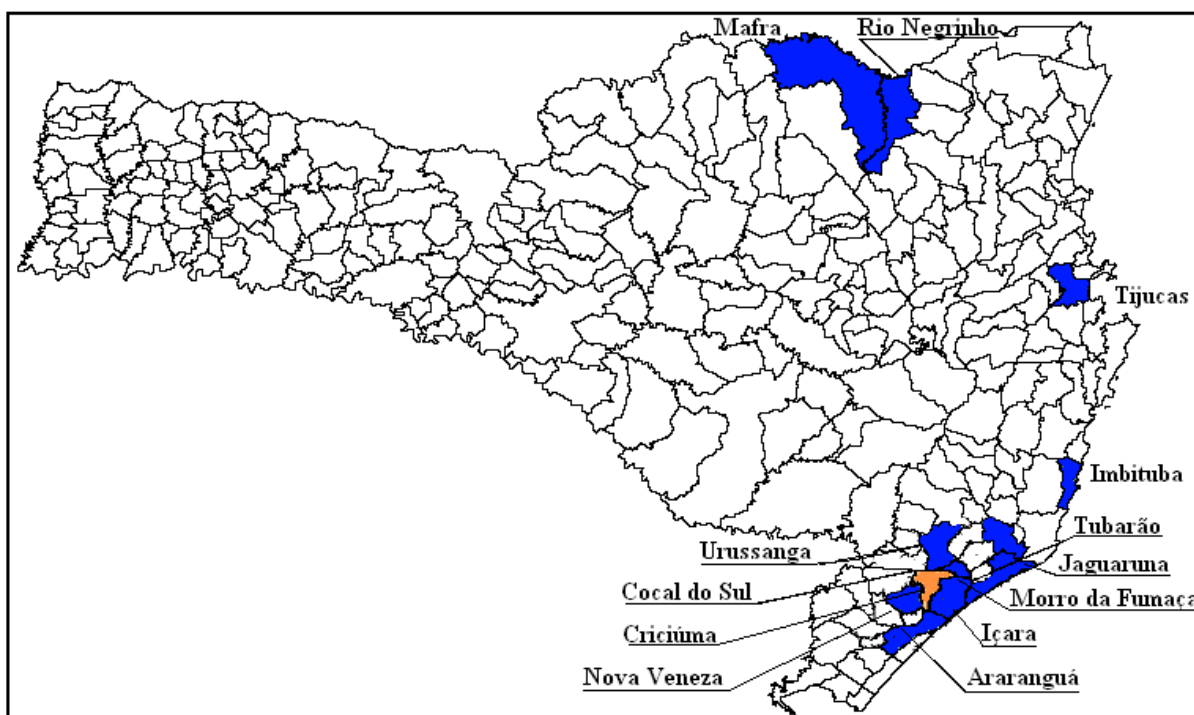 Mafra
Rio Negrinho
Tijucas
Imbituba
Tubarão
Urussanga
Jaguaruna
Cocal do Sul
Morro da Fumaça
Criciúma
Içara
Nova Veneza
Araranguá